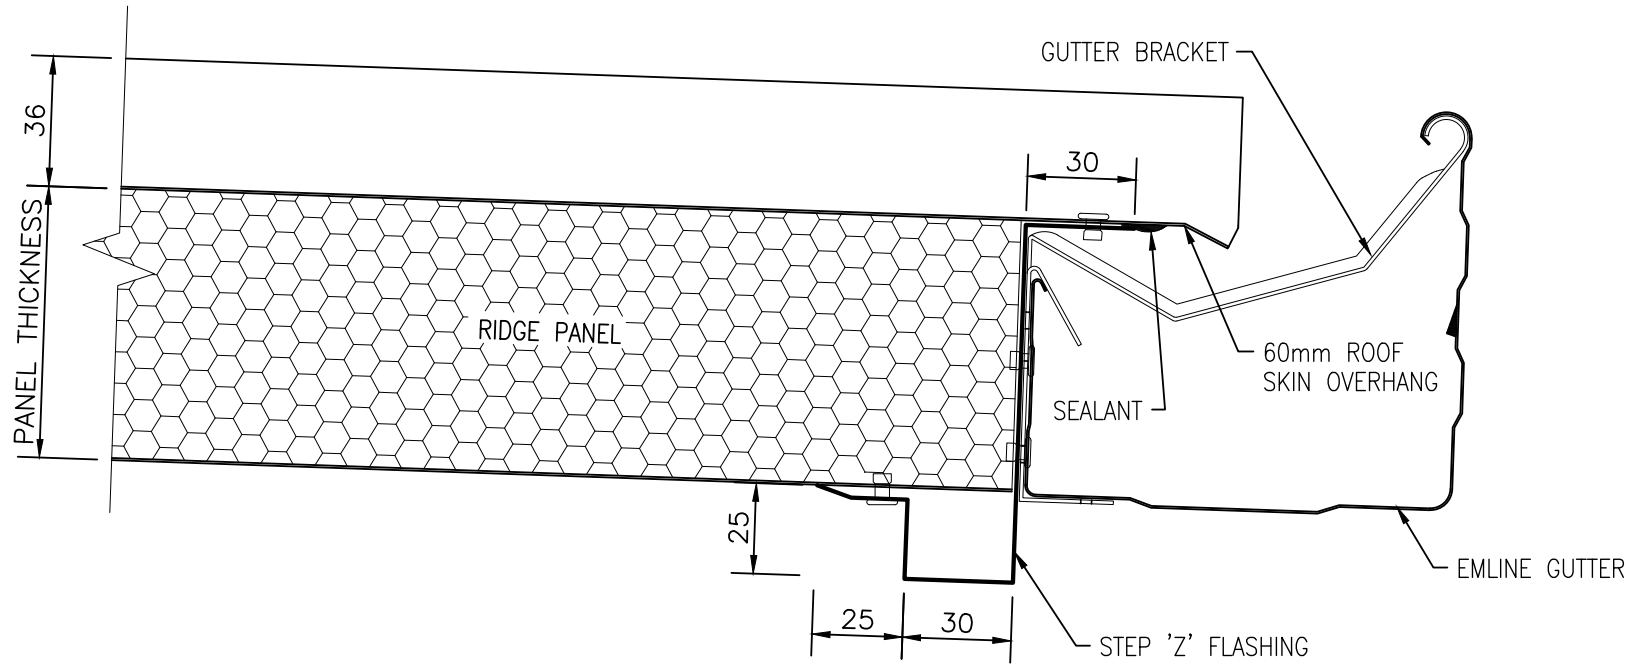 GUTTER BRACKET
36
30
PANEL THICKNESS
RIDGE PANEL
60mm ROOF
SKIN OVERHANG
SEALANT
25
EMLINE GUTTER
25
30
STEP 'Z' FLASHING